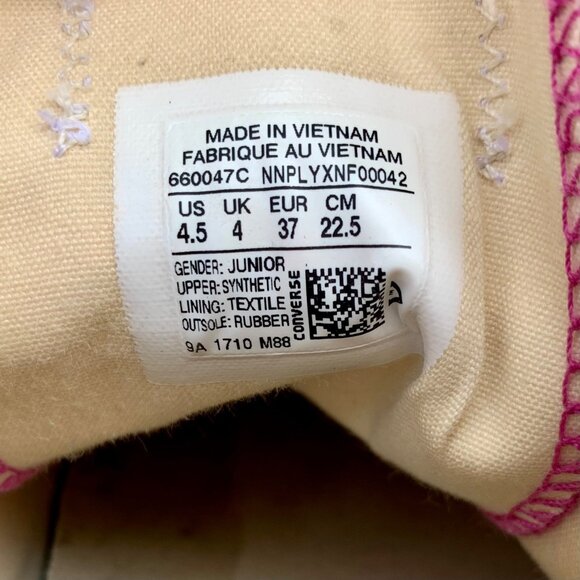 MADE IN VIETNAM
FABRIQUE AU VIETNAM
660047C NNPLYXNF00042
US UK EUR CM
4.5 4 37 22.5
GENDER: JUNIOR
UPPER: SYNTHETIC
LINING: TEXTILE
OUTSOLE: RUBBER
9A 1710 M88
CONVERSE